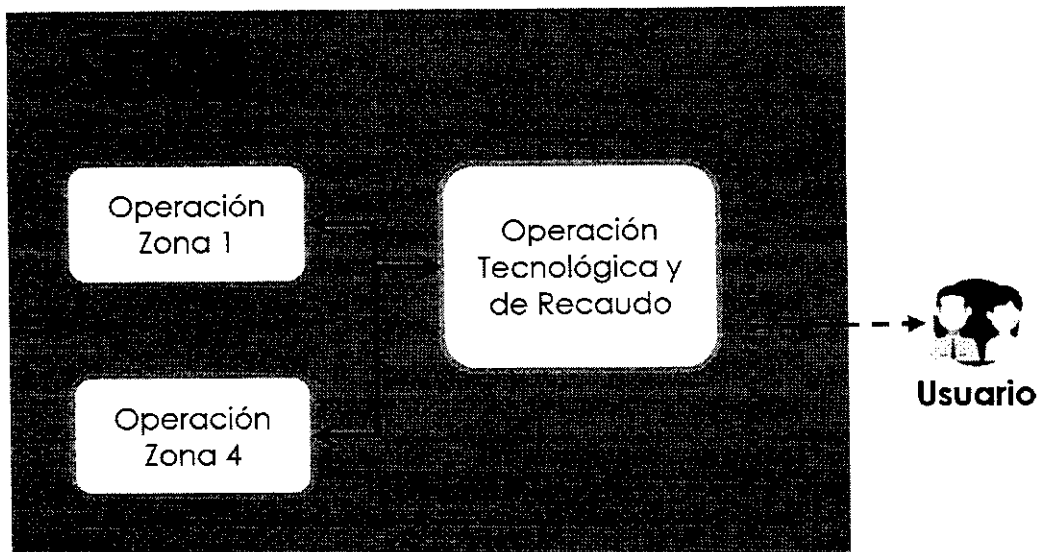 Operación
Zona 1
Operación
Tecnológica y
de Recaudo
Operación
Zona 4
Usuario